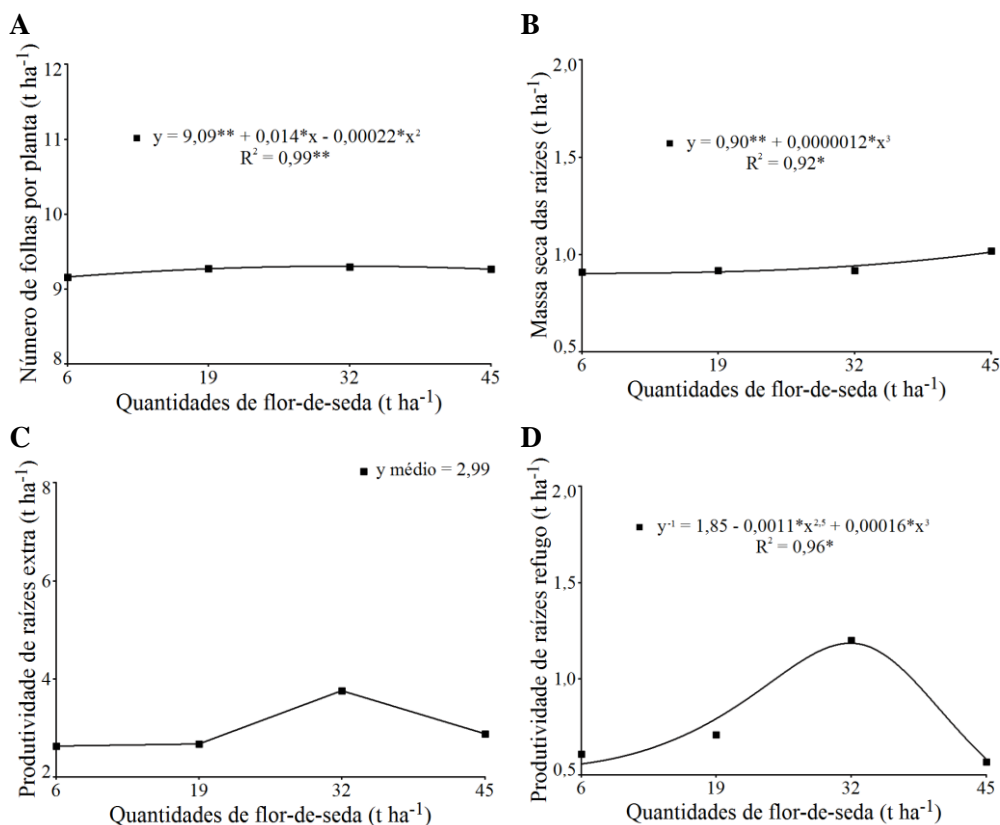 A
Número de folhas por planta (t ha⁻¹)
12
11
10
9
8
y = 9,09** + 0,014*x - 0,00022*x²
R² = 0,99**
6 19 32 45
Quantidades de flor-de-seda (t ha⁻¹)
B
Massa seca das raízes (t ha⁻¹)
2,0
1,5
1,0
0,5
y = 0,90** + 0,0000012*x³
R² = 0,92*
6 19 32 45
Quantidades de flor-de-seda (t ha⁻¹)
C
Produtividade de raízes extra (t ha⁻¹)
8
6
4
2
y médio = 2,99
6 19 32 45
Quantidades de flor-de-seda (t ha⁻¹)
D
Produtividade de raízes refugo (t ha⁻¹)
2,0
1,5
1,0
0,5
y⁻¹ = 1,85 - 0,0011*x²,⁵ + 0,00016*x³
R² = 0,96*
6 19 32 45
Quantidades de flor-de-seda (t ha⁻¹)